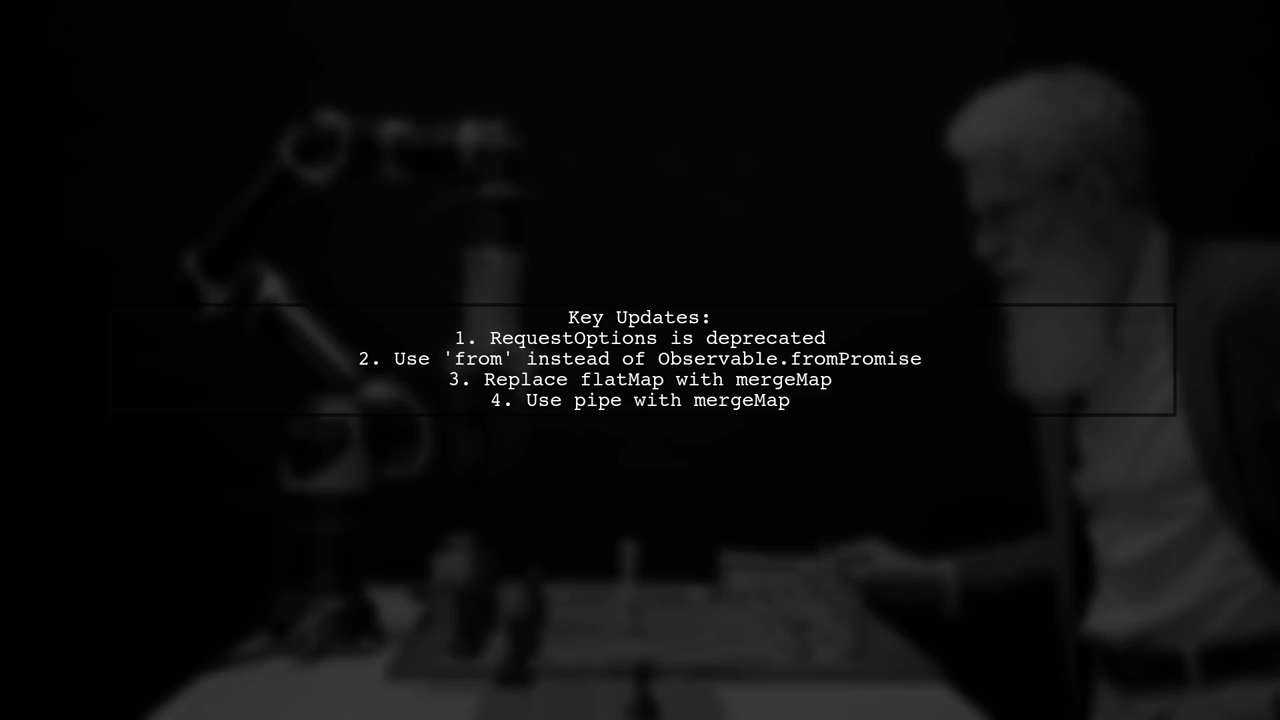 Key Updates:
1. RequestOptions is deprecated
2. Use 'from' instead of Observable.fromPromise
3. Replace flatMap with mergeMap
4. Use pipe with mergeMap